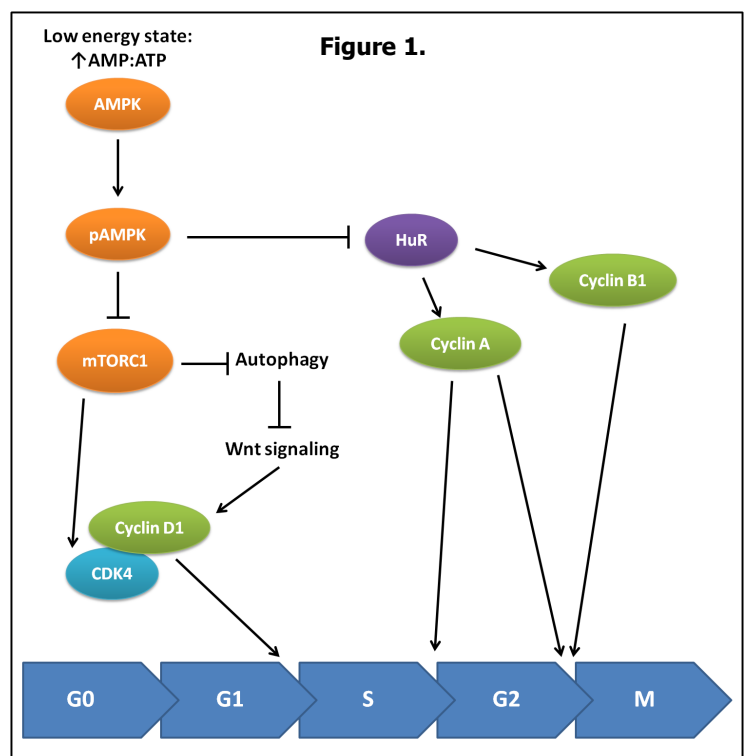 Low energy state:
↑AMP:ATP
Figure 1.
AMPK
pAMPK
HuR
Cyclin B1
Cyclin A
mTORC1
Autophagy
Wnt signaling
Cyclin D1
CDK4
G0
G1
S
G2
M